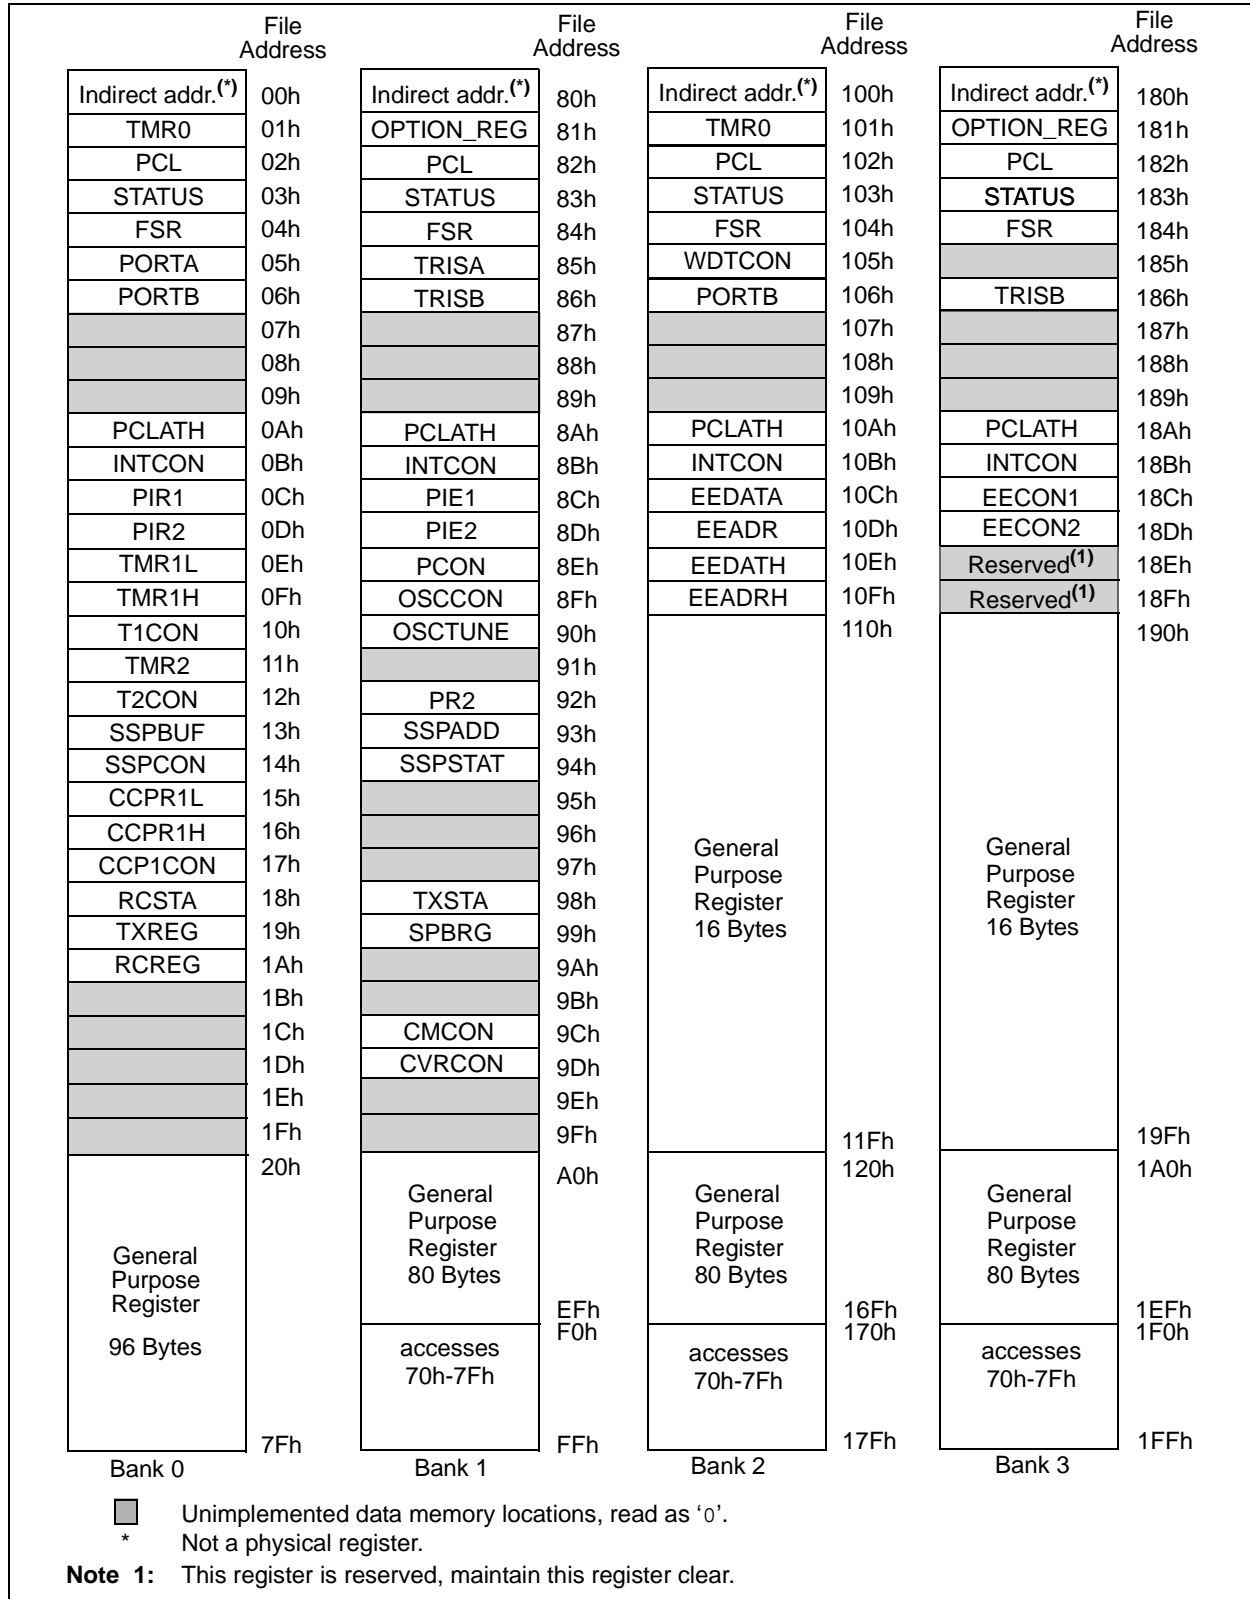 File Address File Address File Address File Address
Indirect addr.(*) 00h Indirect addr.(*) 80h Indirect addr.(*) 100h Indirect addr.(*) 180h
TMR0 01h OPTION_REG 81h TMR0 101h OPTION_REG 181h
PCL 02h PCL 82h PCL 102h PCL 182h
STATUS 03h STATUS 83h STATUS 103h STATUS 183h
FSR 04h FSR 84h FSR 104h FSR 184h
PORTA 05h TRISA 85h WDTCON 105h 185h
PORTB 06h TRISB 86h PORTB 106h TRISB 186h
07h 87h 107h 187h
08h 88h 108h 188h
09h 89h 109h 189h
PCLATH 0Ah PCLATH 8Ah PCLATH 10Ah PCLATH 18Ah
INTCON 0Bh INTCON 8Bh INTCON 10Bh INTCON 18Bh
PIR1 0Ch PIE1 8Ch EEDATA 10Ch EECON1 18Ch
PIR2 0Dh PIE2 8Dh EEADR 10Dh EECON2 18Dh
TMR1L 0Eh PCON 8Eh EEDATH 10Eh Reserved(1) 18Eh
TMR1H 0Fh OSCCON 8Fh EEADRH 10Fh Reserved(1) 18Fh
T1CON 10h OSCTUNE 90h 110h 190h
TMR2 11h 91h
T2CON 12h PR2 92h
SSPBUF 13h SSPADD 93h
SSPCON 14h SSPSTAT 94h
CCPR1L 15h 95h
CCPR1H 16h 96h
CCP1CON 17h 97h
RCSTA 18h TXSTA 98h
TXREG 19h SPBRG 99h
RCREG 1Ah 9Ah
1Bh 9Bh
1Ch CMCON 9Ch
1Dh CVRCON 9Dh
1Eh 9Eh
1Fh 9Fh
General
Purpose
Register
16 Bytes
11Fh
General
Purpose
Register
16 Bytes
19Fh
20h
General
Purpose
Register
96 Bytes
7Fh
Bank 0
A0h
General
Purpose
Register
80 Bytes
EFh
F0h
accesses
70h-7Fh
FFh
Bank 1
120h
General
Purpose
Register
80 Bytes
16Fh
170h
accesses
70h-7Fh
17Fh
Bank 2
1A0h
General
Purpose
Register
80 Bytes
1EFh
1F0h
accesses
70h-7Fh
1FFh
Bank 3
Unimplemented data memory locations, read as ‘0’.
* Not a physical register.
Note 1: This register is reserved, maintain this register clear.